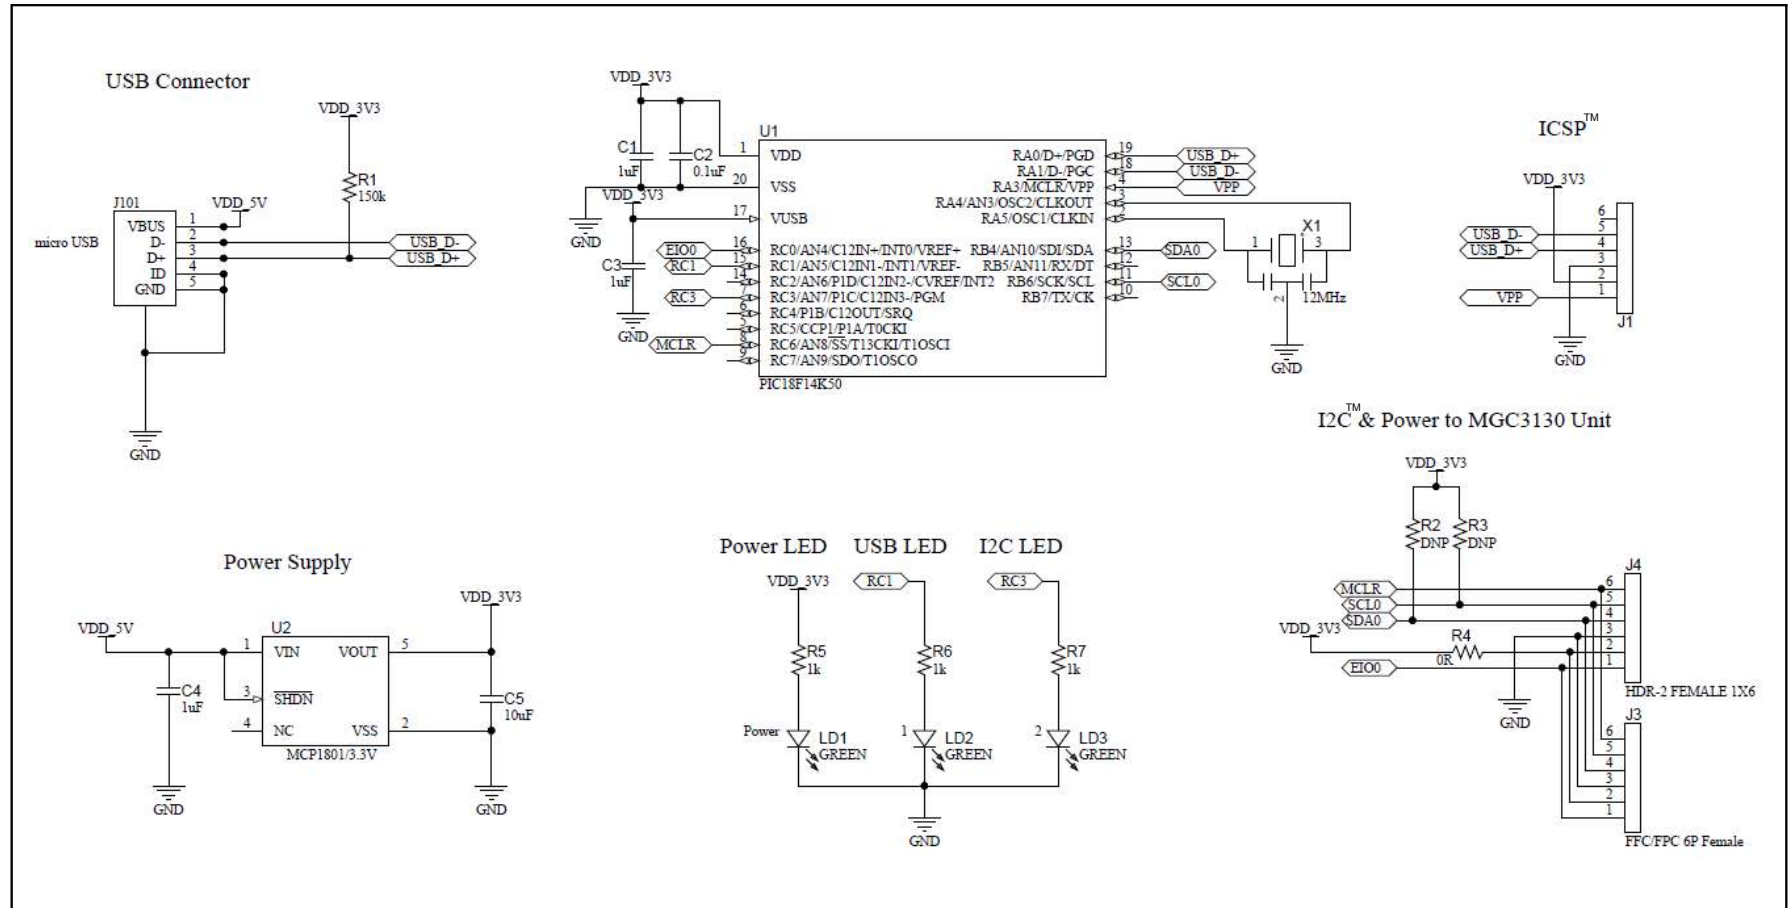 USB Connector
VDD_3V3
R1
150k
J101
micro USB
VDD_5V
VBUS 1
D- 2
D+ 3
ID 4
GND 5
USB_D-
USB_D+
GND
VDD_3V3
C1
1uF
C2
0.1uF
GND
VDD_3V3
C3
1uF
GND
U1
1 VDD
20 VSS
17 VUSB
EIO0 16 RC0/AN4/C12IN+/INT0/VREF+
RC1 15 RC1/AN5/C12IN1-/INT1/VREF-
14 RC2/AN6/P1D/C12IN2-/CVREF/INT2
RC3 7 RC3/AN7/P1C/C12IN3-/PGM
6 RC4/P1B/C12OUT/SRQ
5 RC5/CCP1/P1A/T0CKI
MCLR 8 RC6/AN8/SS/T13CKI/T1OSCI
9 RC7/AN9/SDO/T1OSCO
RA0/D+/PGD 19 USB_D+
RA1/D-/PGC 18 USB_D-
RA3/MCLR/VPP 4 VPP
RA4/AN3/OSC2/CLKOUT 3
RA5/OSC1/CLKIN 2
RB4/AN10/SDI/SDA 13 SDA0
RB5/AN11/RX/DT 12
RB6/SCK/SCL 11 SCL0
RB7/TX/CK 10
PIC18F14K50
X1
1 3
2
12MHz
GND
ICSP™
VDD_3V3
6
USB_D- 5
USB_D+ 4
3
2
VPP 1
J1
GND
Power Supply
VDD_5V
C4
1uF
GND
U2
1 VIN
3 SHDN
4 NC
VOUT 5
VSS 2
MCP1801/3.3V
VDD_3V3
C5
10uF
GND
Power LED USB LED I2C LED
VDD_3V3 RC1 RC3
R5
1k
R6
1k
R7
1k
Power LD1
GREEN
1 LD2
GREEN
2 LD3
GREEN
GND
I2C™ & Power to MGC3130 Unit
VDD_3V3
R2
DNP
R3
DNP
J4
MCLR 6
SCL0 5
SDA0 4
3
VDD_3V3 R4 2
0R
EIO0 1
HDR-2 FEMALE 1X6
GND
J3
6
5
4
3
2
1
FFC/FPC 6P Female